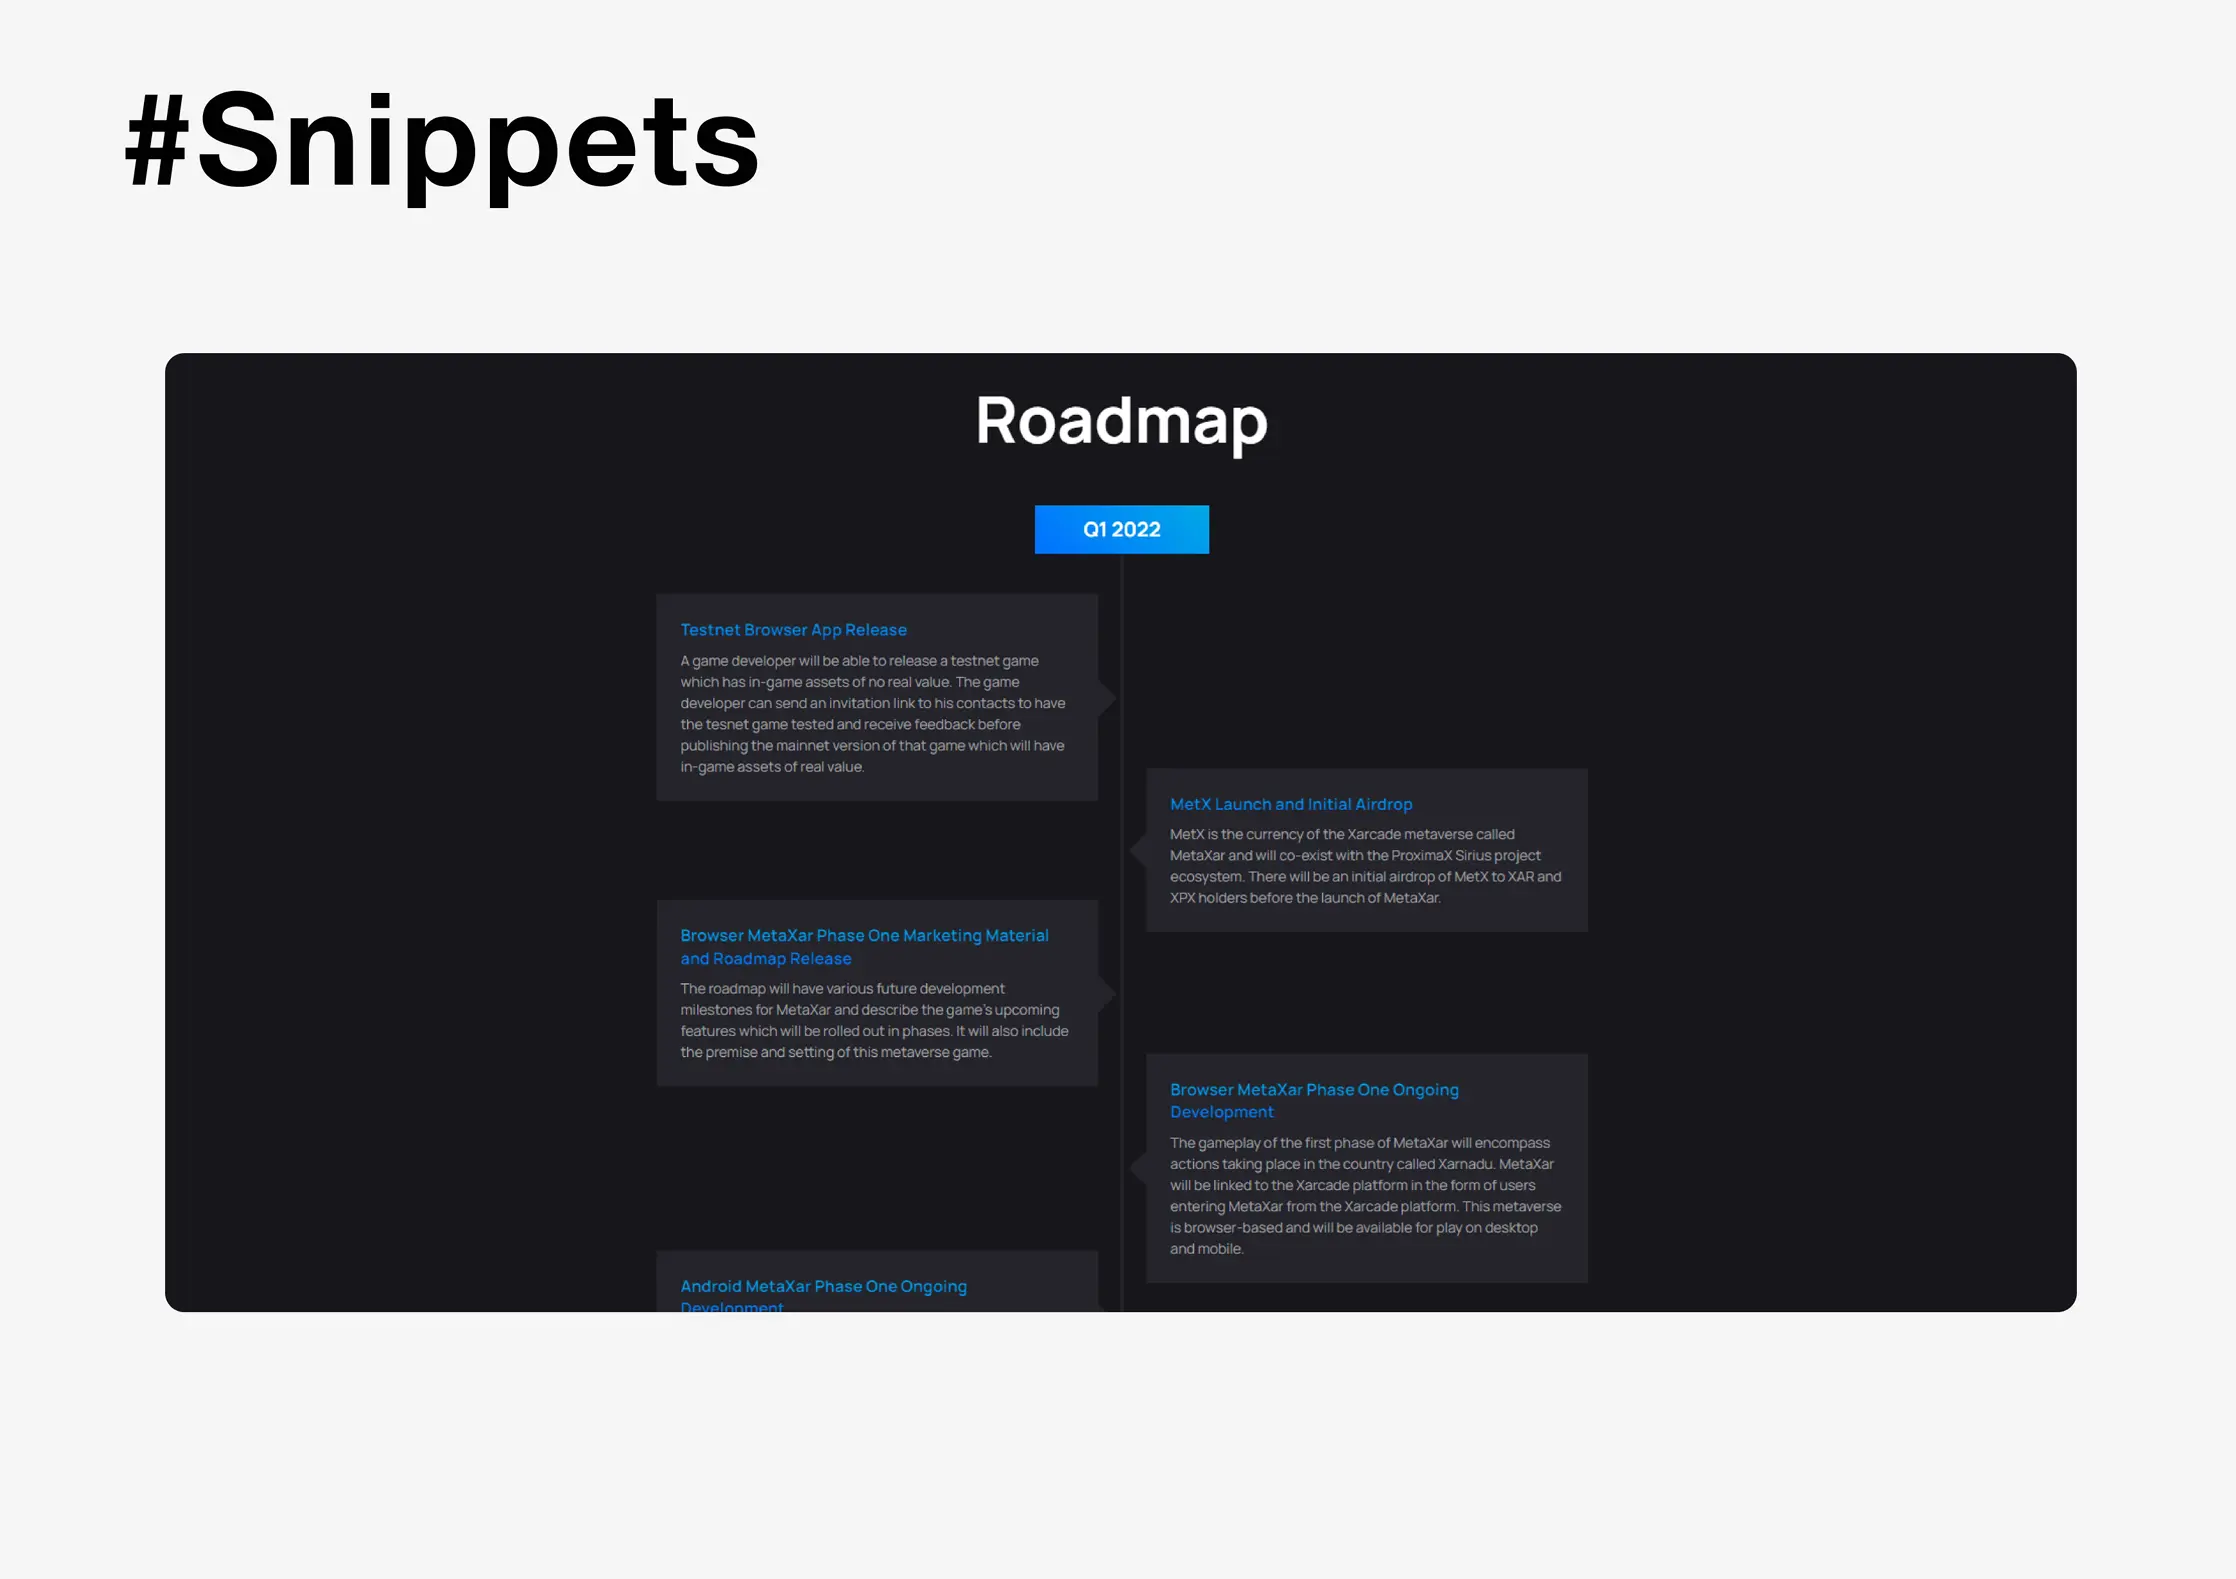 #Snippets
Roadmap
Q1 2022
Testnet Browser App Release
A game developer will be able to release a testnet game
which has in-game assets of no real value. The game
developer can send an invitation link to his contacts to have
the tesnet game tested and receive feedback before
publishing the mainnet version of that game which will have
in-game assets of real value.
MetX Launch and Initial Airdrop
MetX is the currency of the Xarcade metaverse called
MetaXar and will co-exist with the ProximaX Sirius project
ecosystem. There will be an initial airdrop of MetX to XAR and
XPX holders before the launch of MetaXar.
Browser MetaXar Phase One Marketing Material
and Roadmap Release
The roadmap will have various future development
milestones for MetaXar and describe the game's upcoming
features which will be rolled out in phases. It will also include
the premise and setting of this metaverse game.
Browser MetaXar Phase One Ongoing
Development
The gameplay of the first phase of MetaXar will encompass
actions taking place in the country called Xarnadu. MetaXar
will be linked to the Xarcade platform in the form of users
entering MetaXar from the Xarcade platform. This metaverse
is browser-based and will be available for play on desktop
and mobile.
Android MetaXar Phase One Ongoing
Development